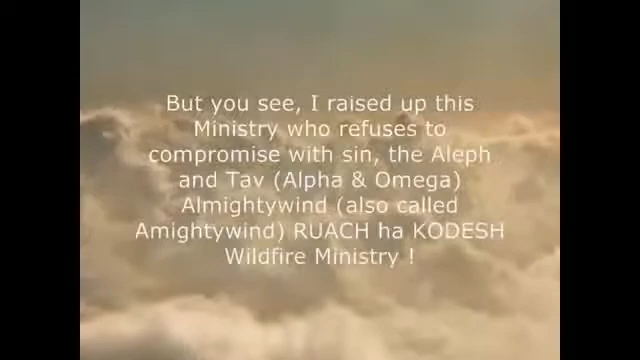 But you see, I raised up this
Ministry who refuses to
compromise with sin, the Aleph
and Tav (Alpha & Omega)
Almightywind (also called
Amightywind) RUACH ha KODESH
Wildfire Ministry !